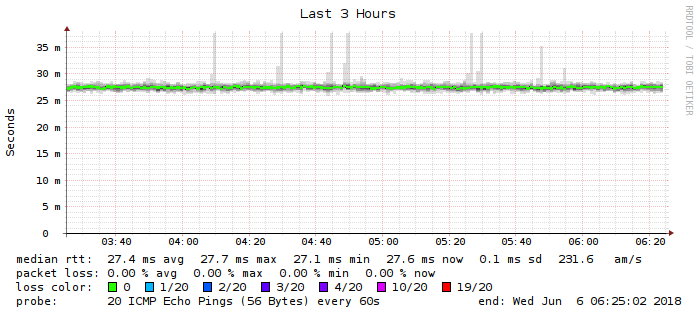 Last 3 Hours
RRDTOOL / TOBI OETIKER
Seconds
35 m
30 m
25 m
20 m
15 m
10 m
5 m
0
03:40 04:00 04:20 04:40 05:00 05:20 05:40 06:00 06:20
median rtt: 27.4 ms avg 27.7 ms max 27.1 ms min 27.6 ms now 0.1 ms sd 231.6 am/s
packet loss: 0.00 % avg 0.00 % max 0.00 % min 0.00 % now
loss color: 0 1/20 2/20 3/20 4/20 10/20 19/20
probe: 20 ICMP Echo Pings (56 Bytes) every 60s end: Wed Jun 6 06:25:02 2018